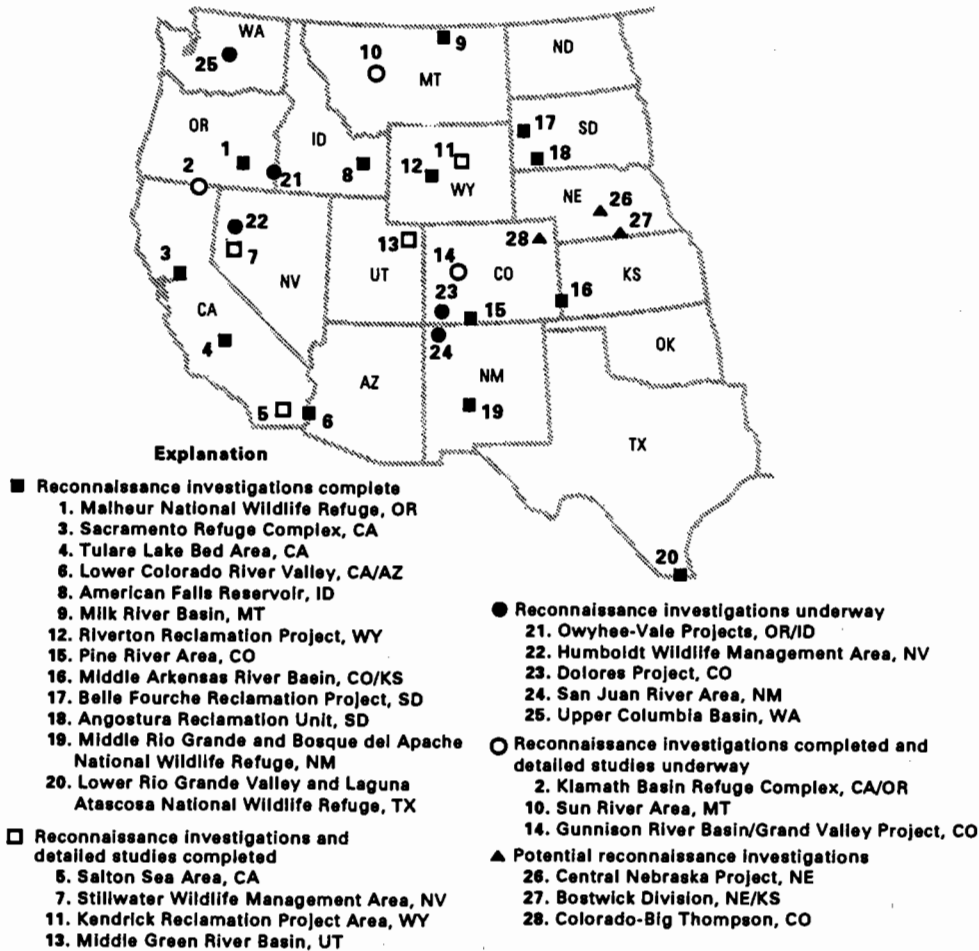 WA
25
10
9
MT
ND
OR
ID
1
2
21
8
11
12
WY
17
SD
18
NE
26
27
28
22
7
NV
13
UT
14
CO
23
15
16
KS
3
CA
4
24
NM
19
AZ
OK
5
6
TX
20
Explanation
■ Reconnaissance investigations complete
1. Malheur National Wildlife Refuge, OR
3. Sacramento Refuge Complex, CA
4. Tulare Lake Bed Area, CA
6. Lower Colorado River Valley, CA/AZ
8. American Falls Reservoir, ID
9. Milk River Basin, MT
12. Riverton Reclamation Project, WY
15. Pine River Area, CO
16. Middle Arkansas River Basin, CO/KS
17. Belle Fourche Reclamation Project, SD
18. Angostura Reclamation Unit, SD
19. Middle Rio Grande and Bosque del Apache
National Wildlife Refuge, NM
20. Lower Rio Grande Valley and Laguna
Atascosa National Wildlife Refuge, TX
□ Reconnaissance investigations and
detailed studies completed
5. Salton Sea Area, CA
7. Stillwater Wildlife Management Area, NV
11. Kendrick Reclamation Project Area, WY
13. Middle Green River Basin, UT
● Reconnaissance investigations underway
21. Owyhee-Vale Projects, OR/ID
22. Humboldt Wildlife Management Area, NV
23. Dolores Project, CO
24. San Juan River Area, NM
25. Upper Columbia Basin, WA
○ Reconnaissance investigations completed and
detailed studies underway
2. Klamath Basin Refuge Complex, CA/OR
10. Sun River Area, MT
14. Gunnison River Basin/Grand Valley Project, CO
▲ Potential reconnaissance investigations
26. Central Nebraska Project, NE
27. Bostwick Division, NE/KS
28. Colorado-Big Thompson, CO